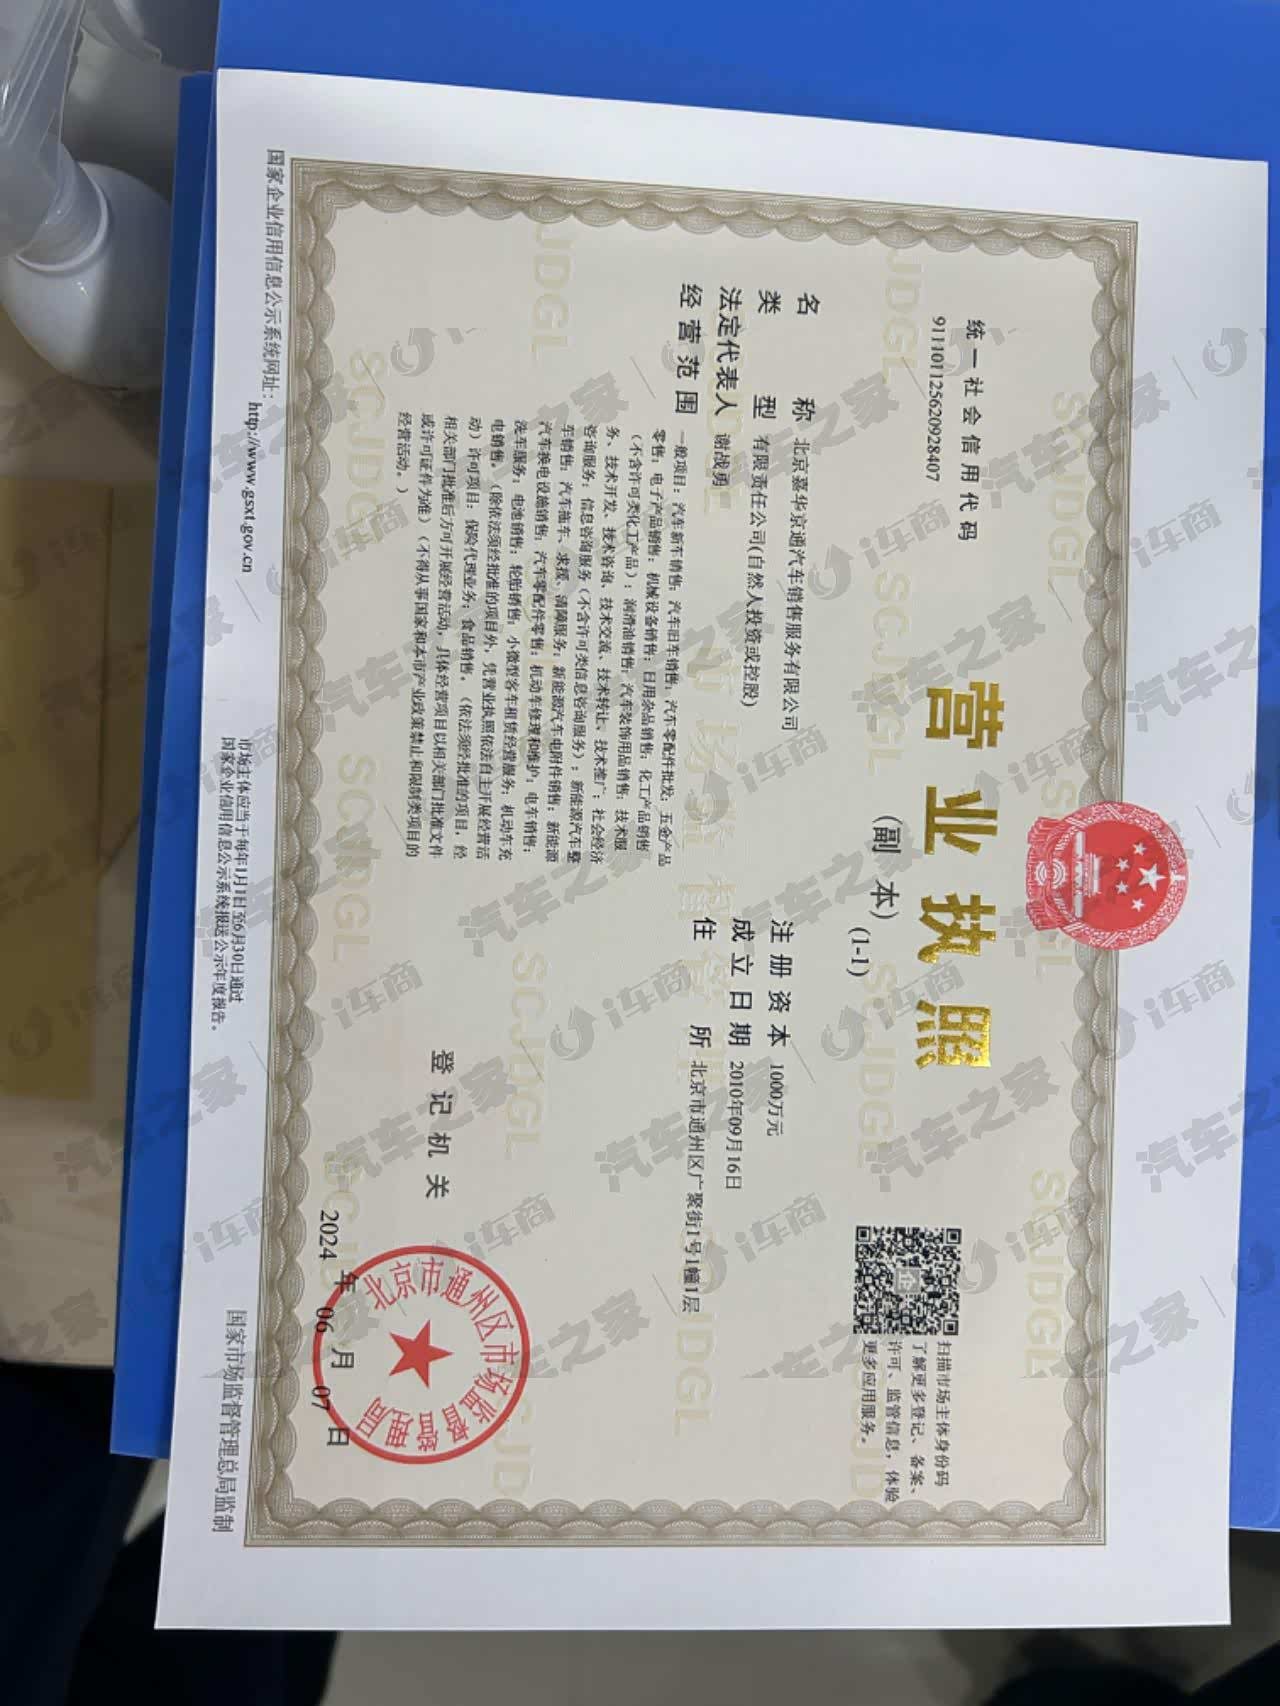 统一社会信用代码
911101125620928407
营业执照
(副本)(1-1)
扫描市场主体身份码
了解更多登记、备案、
许可、监管信息，体验
更多应用服务。
名称 北京嘉华京通汽车销售服务有限公司
类型 有限责任公司(自然人投资或控股)
法定代表人 谢战勇
经营范围 一般项目：汽车新车销售；汽车旧车销售；汽车零配件批发；五金产品
零售；电子产品销售；机械设备销售；日用杂品销售；化工产品销售
（不含许可类化工产品）；润滑油销售；汽车装饰用品销售；技术服
务、技术开发、技术咨询、技术交流、技术转让、技术推广；社会经济
咨询服务；信息咨询服务（不含许可类信息咨询服务）；新能源汽车整
车销售；汽车拖车、求援、清障服务；新能源汽车电附件销售；新能源
汽车换电设施销售；汽车零配件零售；机动车修理和维护；电车销售；
洗车服务；电池销售；轮胎销售；小微型客车租赁经营服务；机动车充
电销售。（除依法须经批准的项目外，凭营业执照依法自主开展经营活
动）许可项目：保险代理业务；食品销售。（依法须经批准的项目，经
相关部门批准后方可开展经营活动，具体经营项目以相关部门批准文件
或许可证件为准）（不得从事国家和本市产业政策禁止和限制类项目的
经营活动。）
注册资本 1000万元
成立日期 2010年09月16日
住所 北京市通州区广聚街1号1幢1层
登记机关
北京市通州区市场监督管理局
2024年06月07日
国家企业信用信息公示系统网址：http://www.gsxt.gov.cn
市场主体应当于每年1月1日至6月30日通过
国家企业信用信息公示系统报送公示年度报告。
国家市场监督管理总局监制
汽车之家
i车商
SCJDGL